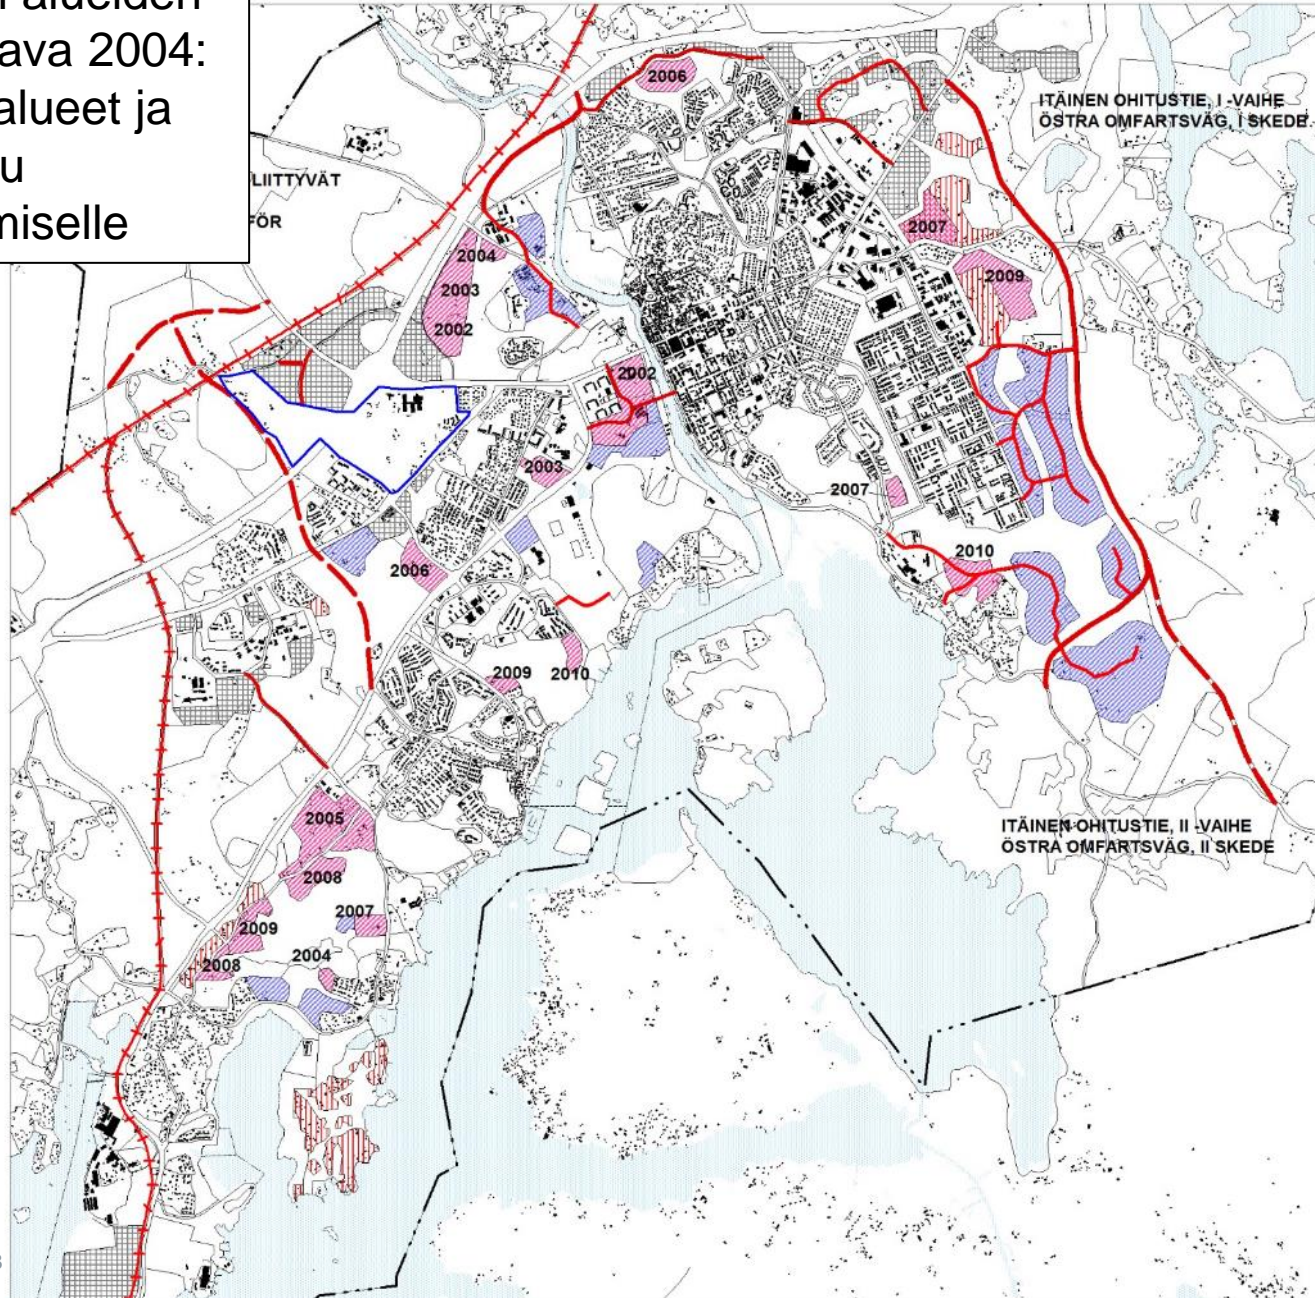 alueiden
ava 2004:
alueet ja
u
miselle
LIITTYVÄT
FÖR
2006
ITÄINEN OHITUSTIE, I -VAIHE
ÖSTRA OMFARTSVÄG, I SKEDE
2007
2004
2009
2003
2002
2002
2003
2007
2006
2010
2009
2010
2005
ITÄINEN OHITUSTIE, II -VAIHE
ÖSTRA OMFARTSVÄG, II SKEDE
2008
2007
2009
2004
2008